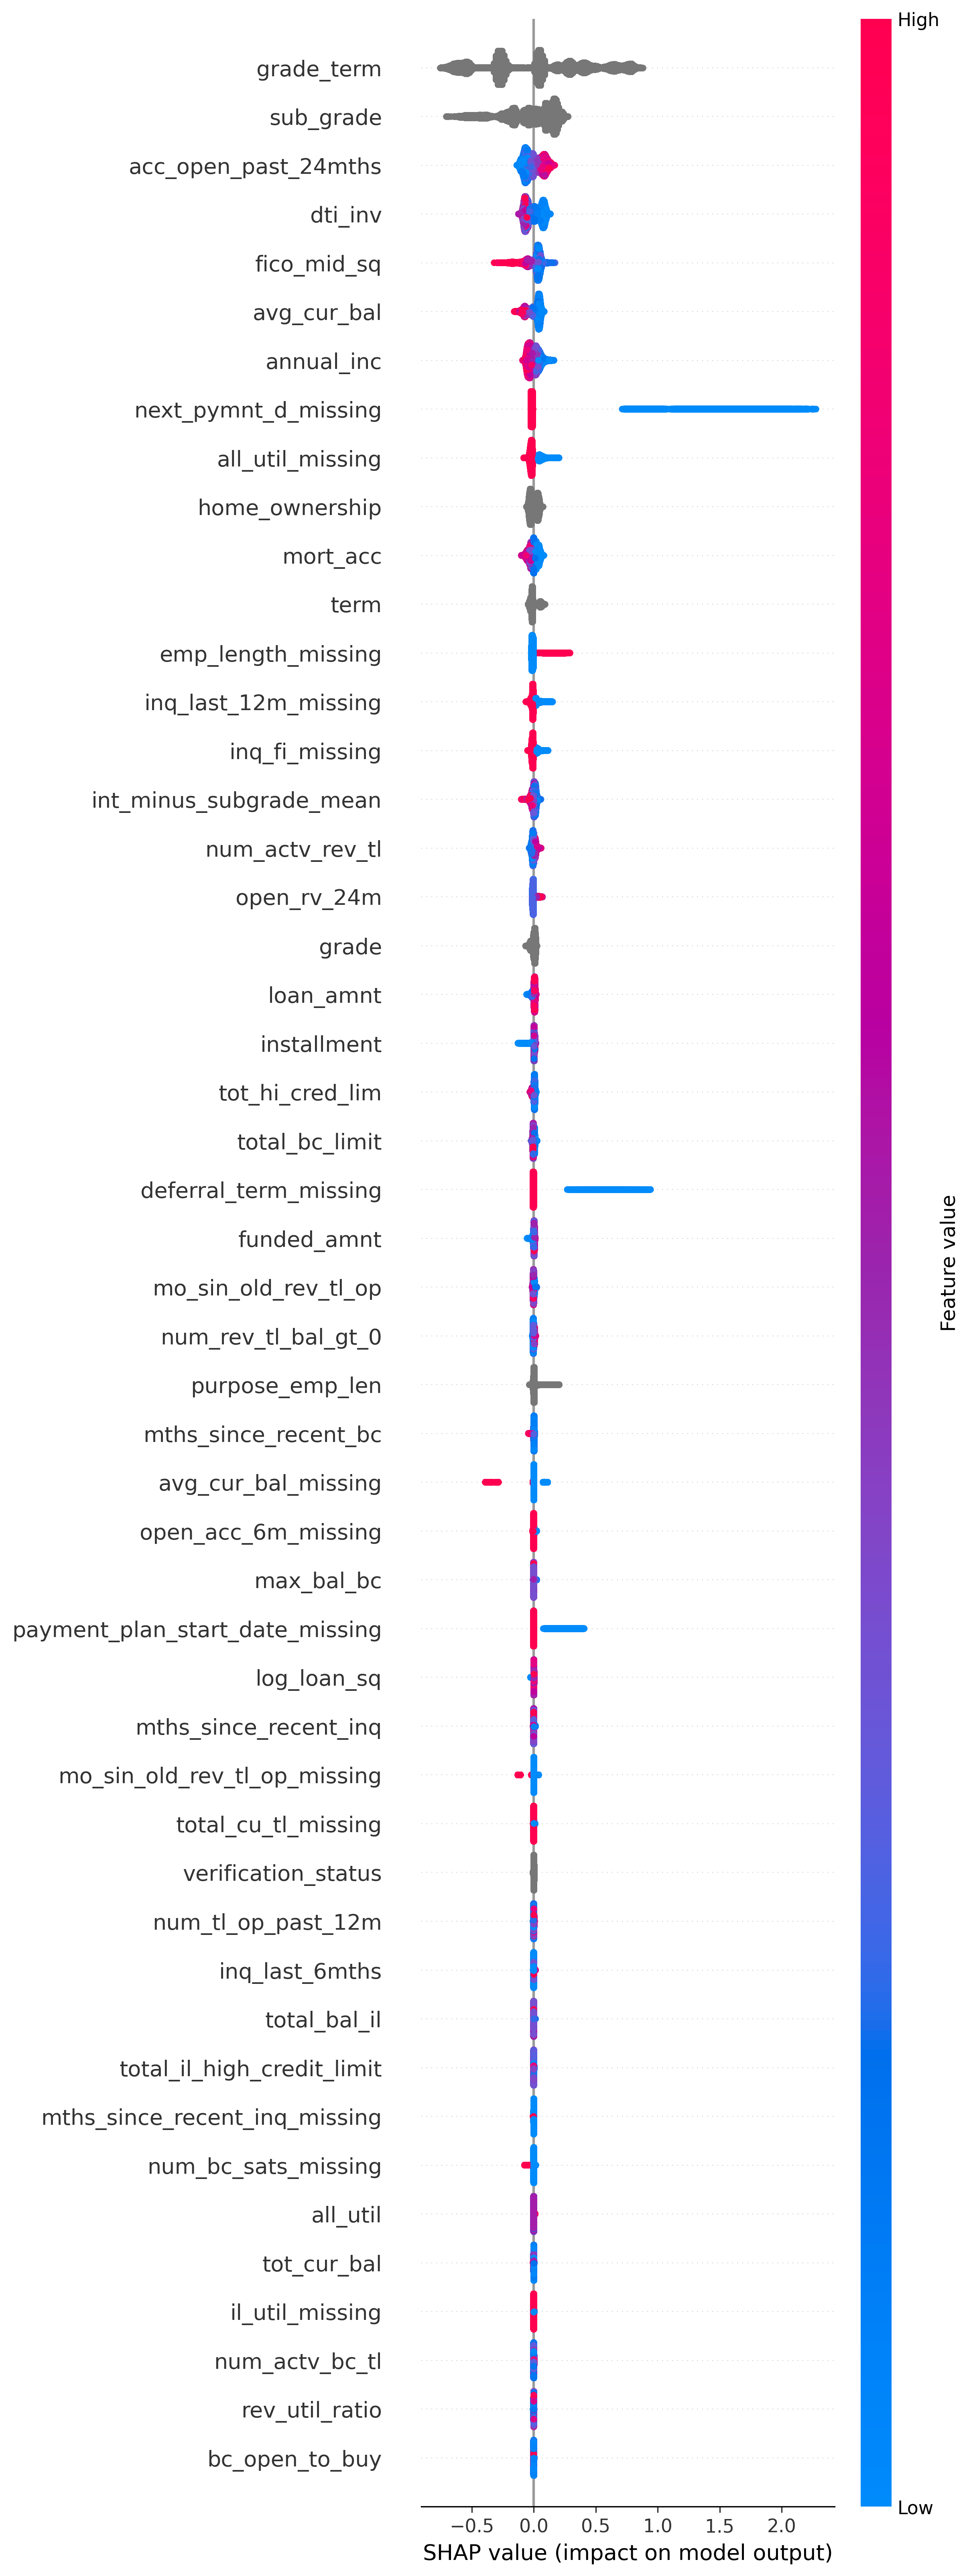 High
grade_term
sub_grade
acc_open_past_24mths
dti_inv
fico_mid_sq
avg_cur_bal
annual_inc
next_pymnt_d_missing
all_util_missing
home_ownership
mort_acc
term
emp_length_missing
inq_last_12m_missing
inq_fi_missing
int_minus_subgrade_mean
num_actv_rev_tl
open_rv_24m
grade
loan_amnt
installment
tot_hi_cred_lim
total_bc_limit
deferral_term_missing
funded_amnt
mo_sin_old_rev_tl_op
num_rev_tl_bal_gt_0
purpose_emp_len
mths_since_recent_bc
avg_cur_bal_missing
open_acc_6m_missing
max_bal_bc
payment_plan_start_date_missing
log_loan_sq
mths_since_recent_inq
mo_sin_old_rev_tl_op_missing
total_cu_tl_missing
verification_status
num_tl_op_past_12m
inq_last_6mths
total_bal_il
total_il_high_credit_limit
mths_since_recent_inq_missing
num_bc_sats_missing
all_util
tot_cur_bal
il_util_missing
num_actv_bc_tl
rev_util_ratio
bc_open_to_buy
Feature value
Low
−0.5 0.0 0.5 1.0 1.5 2.0
SHAP value (impact on model output)